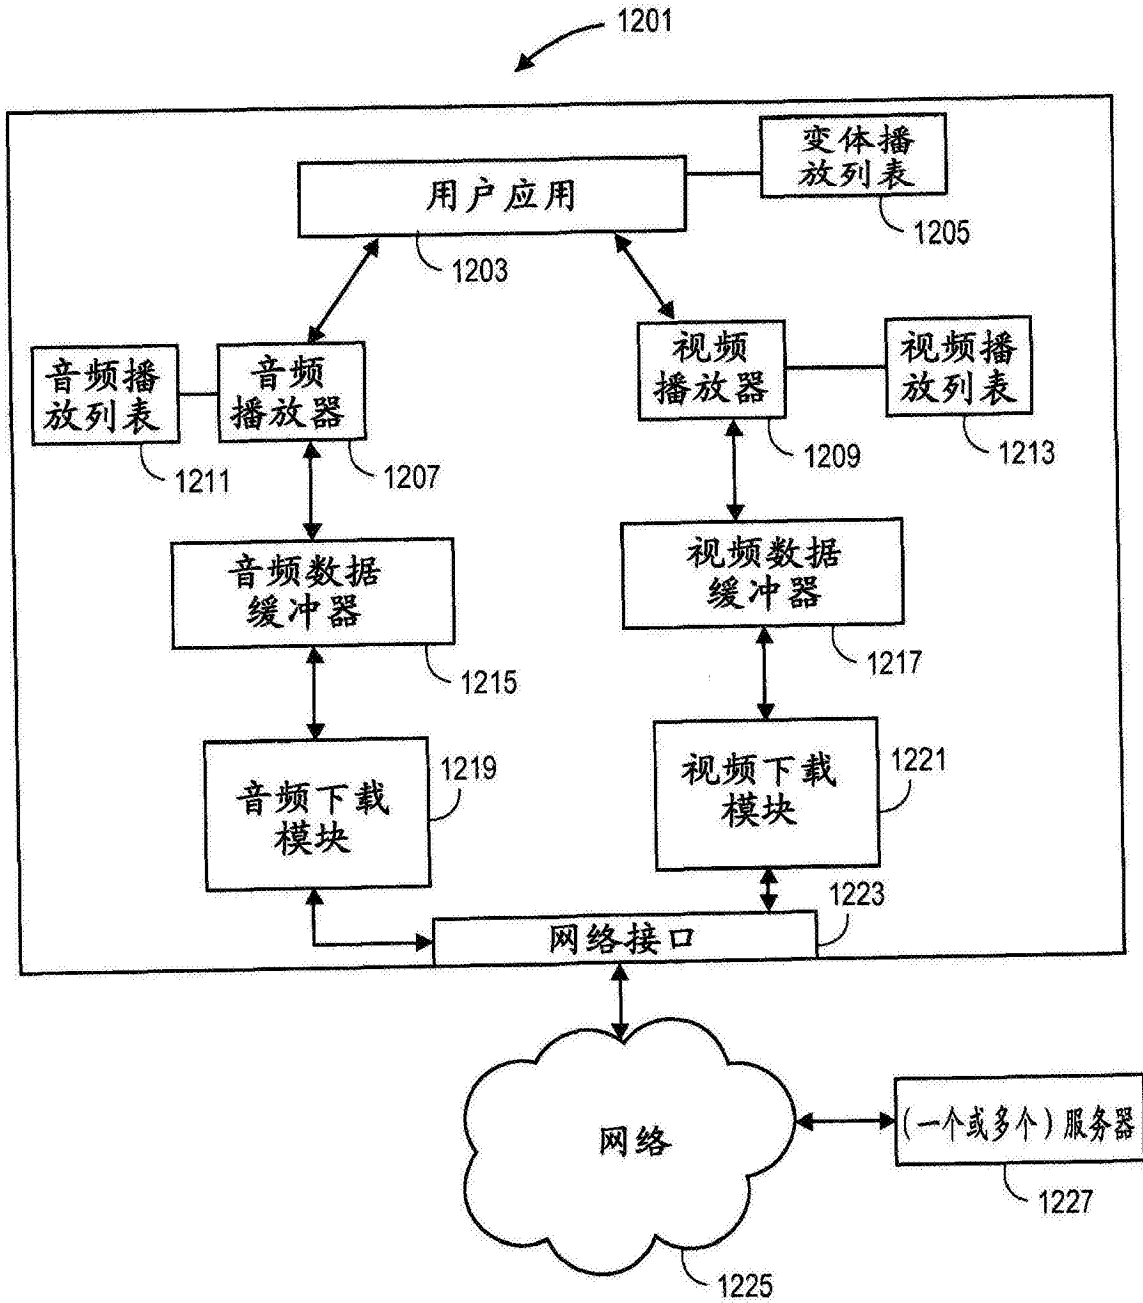 1201
变体播
放列表
1205
用户应用
1203
音频播
放列表
1211
音频
播放器
1207
视频
播放器
1209
视频播
放列表
1213
音频数据
缓冲器
1215
视频数据
缓冲器
1217
音频下载
模块
1219
视频下载
模块
1221
网络接口
1223
网络
1225
(一个或多个)服务器
1227